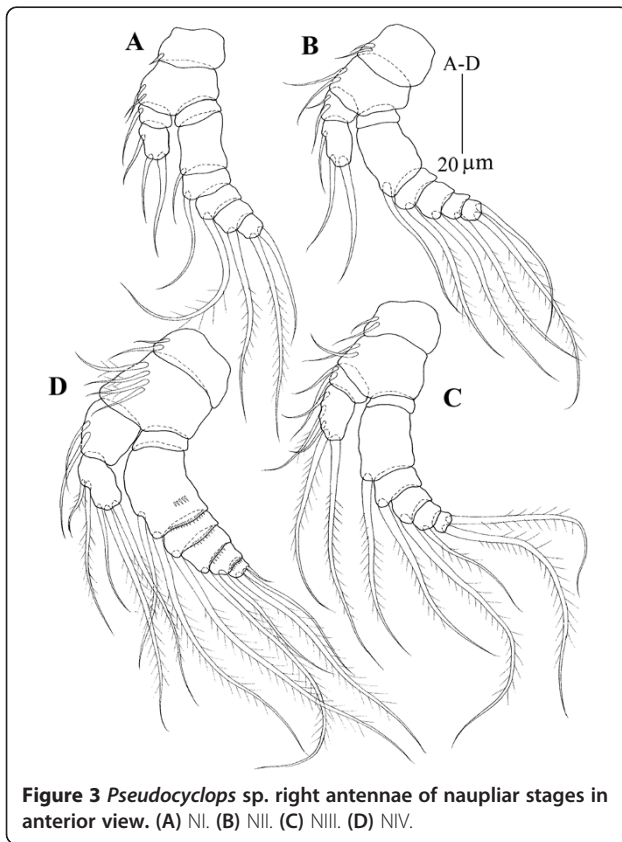 A
B
A-D
20 μm
D
C
Figure 3 Pseudocyclops sp. right antennae of naupliar stages in
anterior view. (A) NI. (B) NII. (C) NIII. (D) NIV.